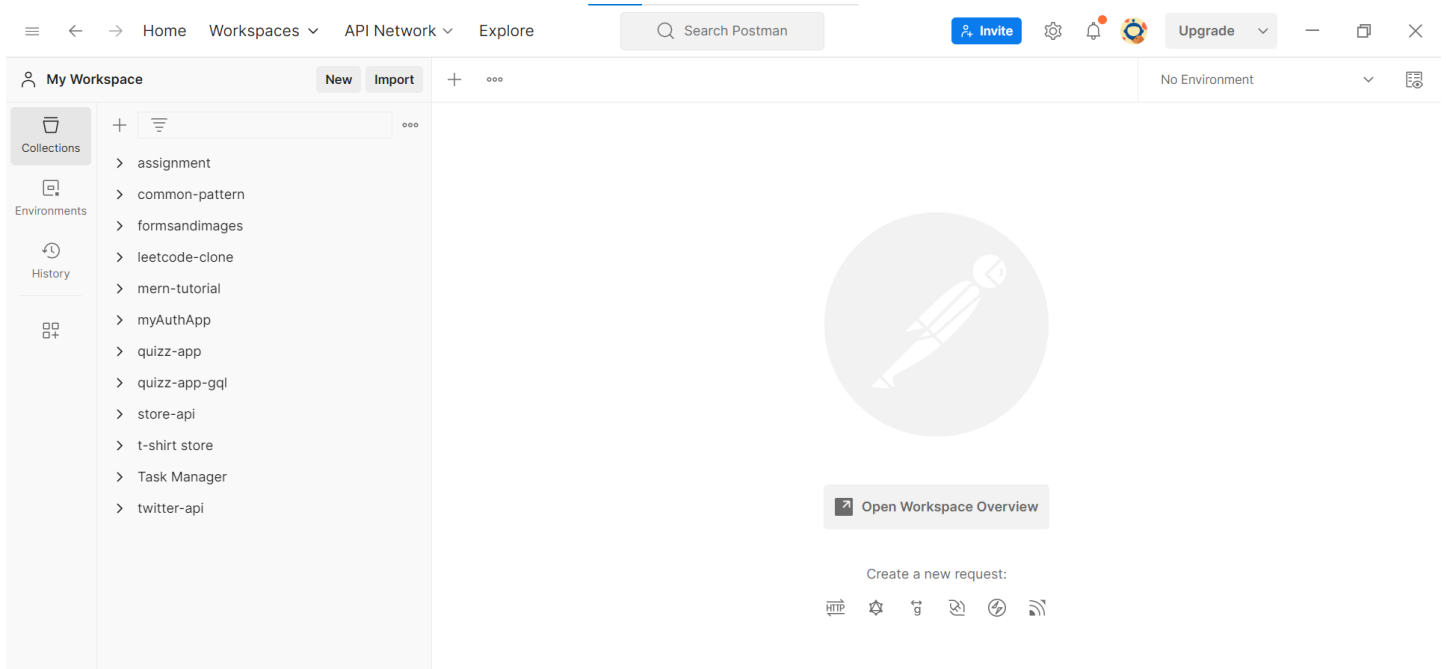 Home Workspaces API Network Explore Search Postman Invite Upgrade
My Workspace New Import No Environment
Collections
Environments
History
assignment
common-pattern
formsandimages
leetcode-clone
mern-tutorial
myAuthApp
quizz-app
quizz-app-gql
store-api
t-shirt store
Task Manager
twitter-api
Open Workspace Overview
Create a new request:
HTTP g